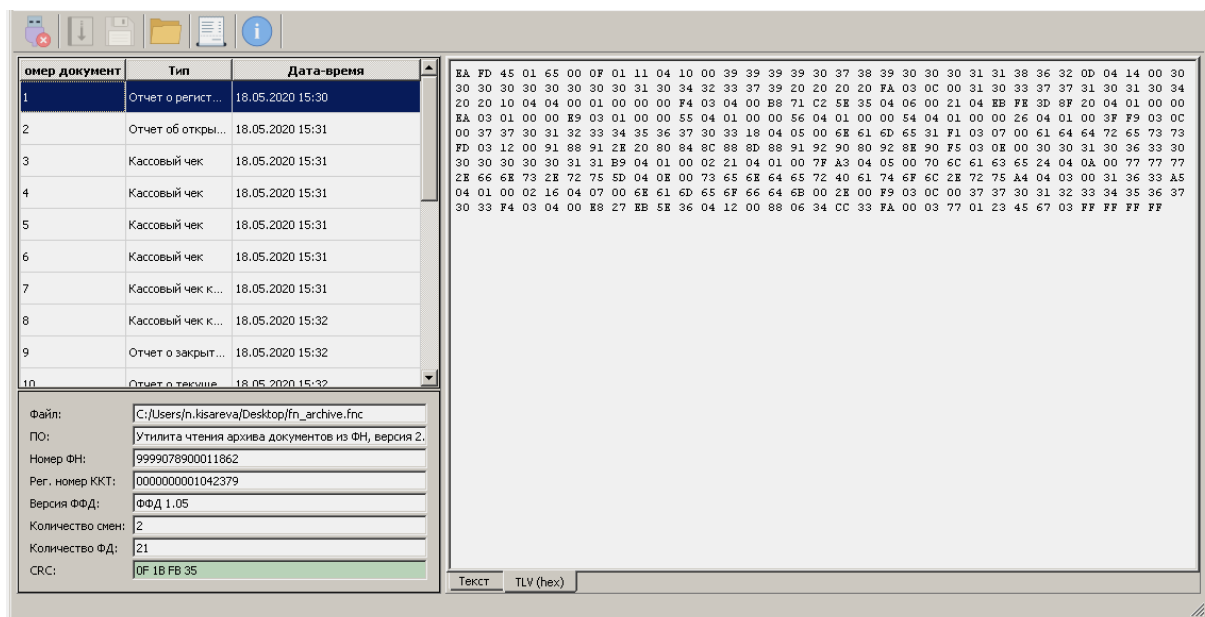 омер документ Тип Дата-время
1 Отчет о регист... 18.05.2020 15:30
2 Отчет об откры... 18.05.2020 15:31
3 Кассовый чек 18.05.2020 15:31
4 Кассовый чек 18.05.2020 15:31
5 Кассовый чек 18.05.2020 15:31
6 Кассовый чек 18.05.2020 15:31
7 Кассовый чек к... 18.05.2020 15:31
8 Кассовый чек к... 18.05.2020 15:32
9 Отчет о закрыт... 18.05.2020 15:32
10 Отчет о текуще 18.05.2020 15:32
Файл: C:/Users/n.kisareva/Desktop/fn_archive.fnc
ПО: Утилита чтения архива документов из ФН, версия 2.
Номер ФН: 9999078900011862
Рег. номер ККТ: 0000000001042379
Версия ФФД: ФФД 1.05
Количество смен: 2
Количество ФД: 21
CRC: 0F 1B FB 35
EA FD 45 01 65 00 0F 01 11 04 10 00 39 39 39 39 30 37 38 39 30 30 30 31 31 38 36 32 0D 04 14 00 30
30 30 30 30 30 30 30 30 31 30 34 32 33 37 39 20 20 20 20 FA 03 0C 00 31 30 33 37 37 31 30 31 30 34
20 20 10 04 04 00 01 00 00 00 F4 03 04 00 B8 71 C2 5E 35 04 06 00 21 04 EB FE 3D 8F 20 04 01 00 00
EA 03 01 00 00 E9 03 01 00 00 55 04 01 00 00 56 04 01 00 00 54 04 01 00 00 26 04 01 00 3F F9 03 0C
00 37 37 30 31 32 33 34 35 36 37 30 33 18 04 05 00 6E 61 6D 65 31 F1 03 07 00 61 64 64 72 65 73 73
FD 03 12 00 91 88 91 2E 20 80 84 8C 88 8D 88 91 92 90 80 92 8E 90 F5 03 0E 00 30 30 31 30 36 33 30
30 30 30 30 30 31 31 B9 04 01 00 02 21 04 01 00 7F A3 04 05 00 70 6C 61 63 65 24 04 0A 00 77 77 77
2E 66 6E 73 2E 72 75 5D 04 0E 00 73 65 6E 64 65 72 40 61 74 6F 6C 2E 72 75 A4 04 03 00 31 36 33 A5
04 01 00 02 16 04 07 00 6E 61 6D 65 6F 66 64 6B 00 2E 00 F9 03 0C 00 37 37 30 31 32 33 34 35 36 37
30 33 F4 03 04 00 E8 27 EB 5E 36 04 12 00 88 06 34 CC 33 FA 00 03 77 01 23 45 67 03 FF FF FF FF
Текст TLV (hex)